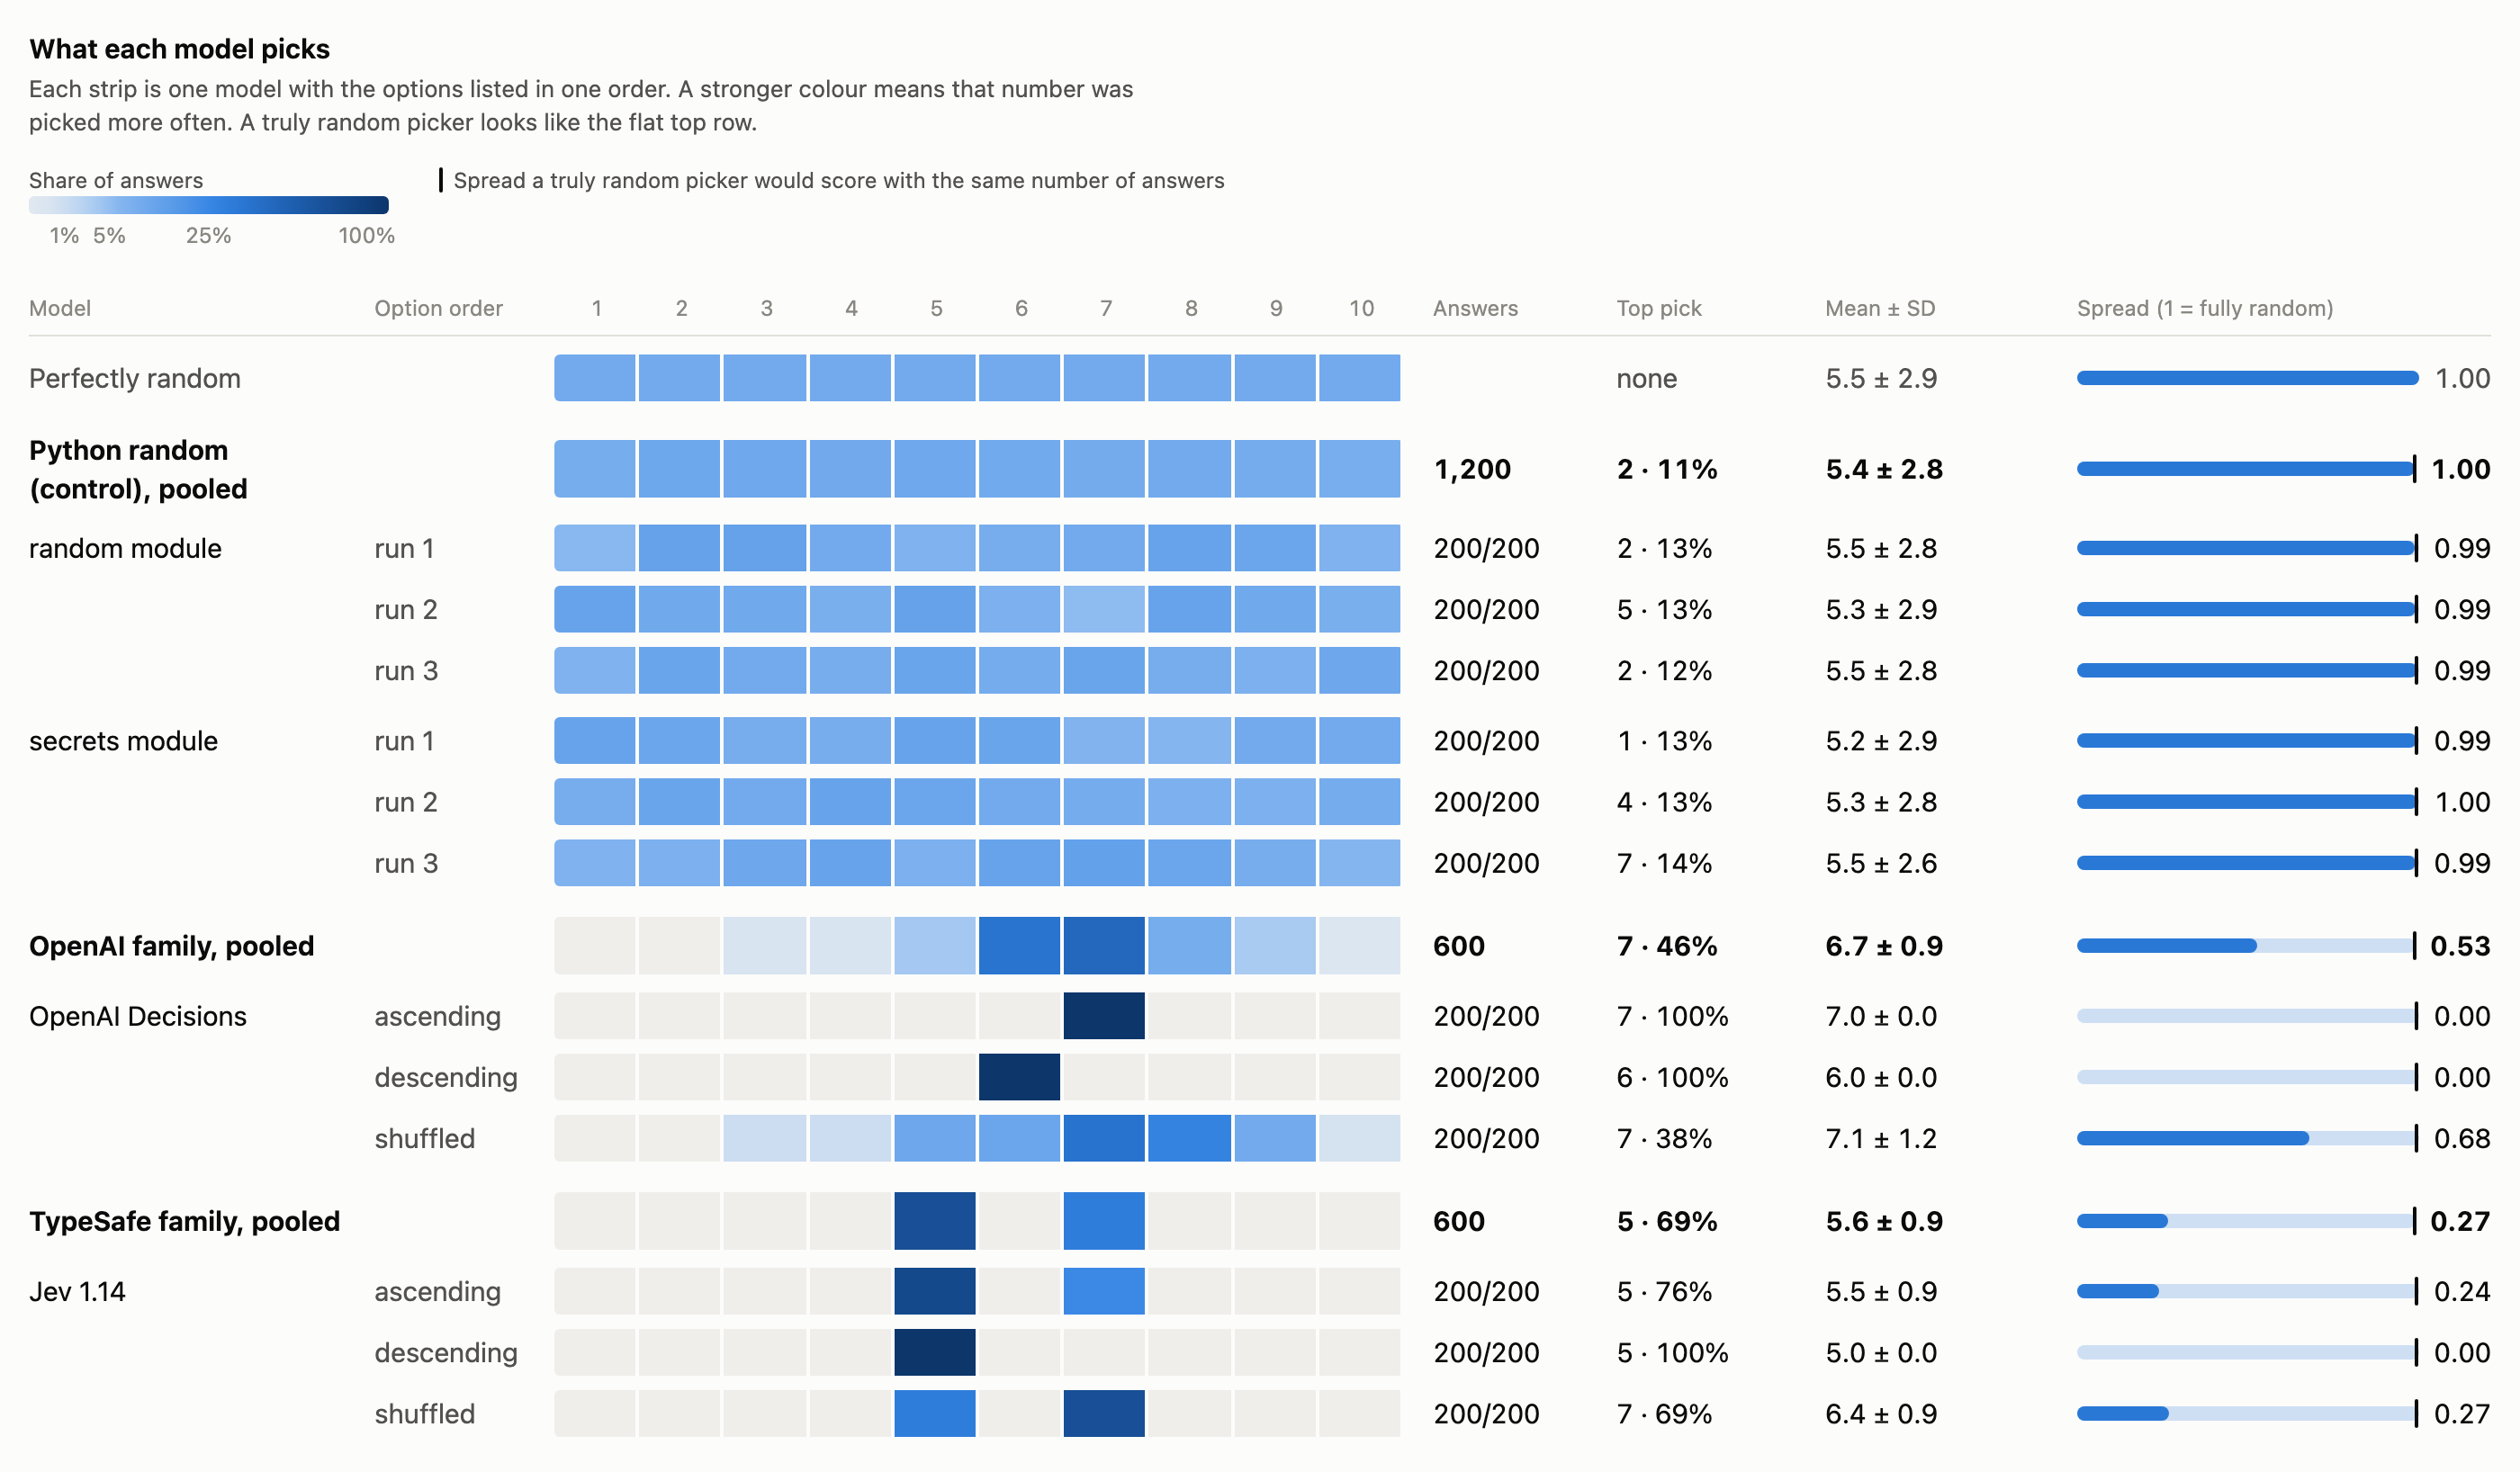 What each model picks
Each strip is one model with the options listed in one order. A stronger colour means that number was
picked more often. A truly random picker looks like the flat top row.
Share of answers
Spread a truly random picker would score with the same number of answers
1% 5% 25% 100%
Model Option order 1 2 3 4 5 6 7 8 9 10 Answers Top pick Mean ± SD Spread (1 = fully random)
Perfectly random none 5.5 ± 2.9 1.00
Python random
(control), pooled 1,200 2 · 11% 5.4 ± 2.8 1.00
random module run 1 200/200 2 · 13% 5.5 ± 2.8 0.99
run 2 200/200 5 · 13% 5.3 ± 2.9 0.99
run 3 200/200 2 · 12% 5.5 ± 2.8 0.99
secrets module run 1 200/200 1 · 13% 5.2 ± 2.9 0.99
run 2 200/200 4 · 13% 5.3 ± 2.8 1.00
run 3 200/200 7 · 14% 5.5 ± 2.6 0.99
OpenAI family, pooled 600 7 · 46% 6.7 ± 0.9 0.53
OpenAI Decisions ascending 200/200 7 · 100% 7.0 ± 0.0 0.00
descending 200/200 6 · 100% 6.0 ± 0.0 0.00
shuffled 200/200 7 · 38% 7.1 ± 1.2 0.68
TypeSafe family, pooled 600 5 · 69% 5.6 ± 0.9 0.27
Jev 1.14 ascending 200/200 5 · 76% 5.5 ± 0.9 0.24
descending 200/200 5 · 100% 5.0 ± 0.0 0.00
shuffled 200/200 7 · 69% 6.4 ± 0.9 0.27